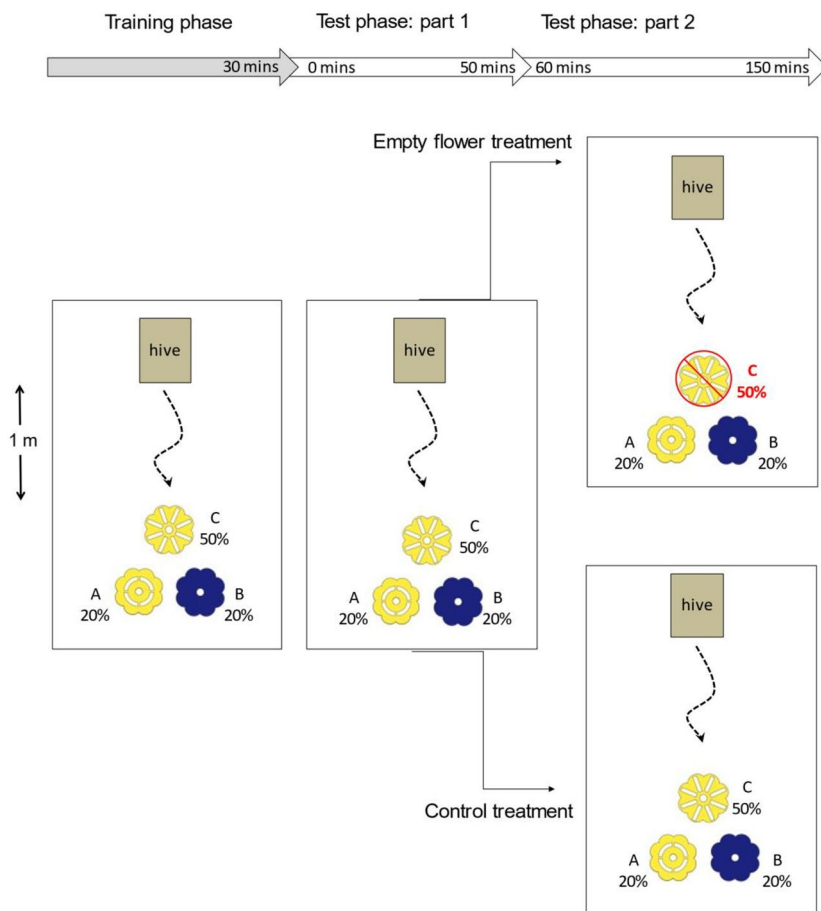 Training phase
Test phase: part 1
Test phase: part 2
30 mins
0 mins
50 mins
60 mins
150 mins
Empty flower treatment
hive
C
50%
A
20%
B
20%
1 m
hive
C
50%
A
20%
B
20%
hive
C
50%
A
20%
B
20%
Control treatment
hive
C
50%
A
20%
B
20%